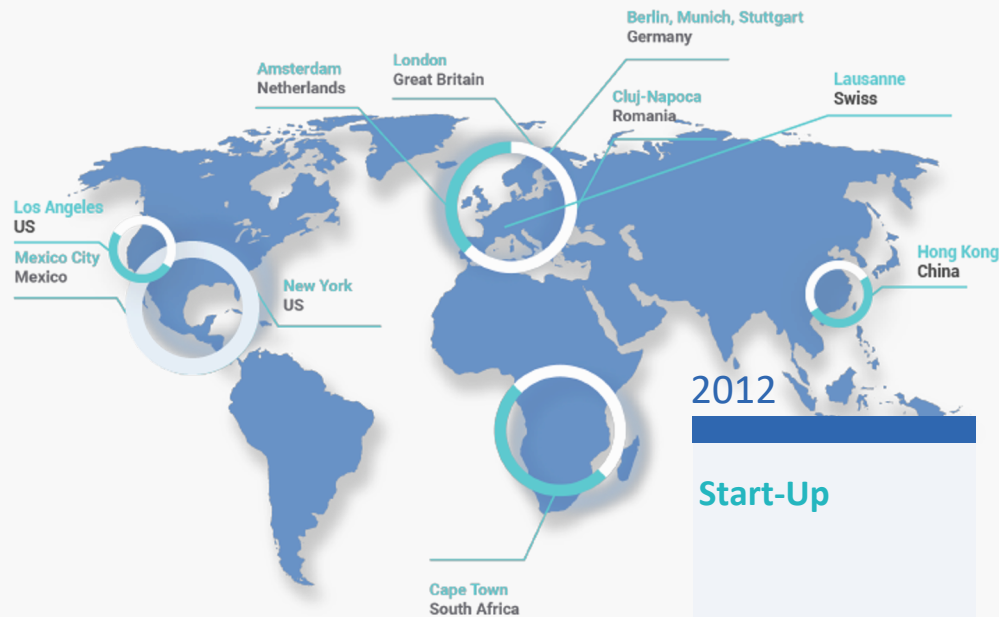 Berlin, Munich, Stuttgart
Germany
London
Great Britain
Amsterdam
Netherlands
Lausanne
Swiss
Cluj-Napoca
Romania
Los Angeles
US
Mexico City
Mexico
New York
US
Hong Kong
China
2012
Start-Up
Cape Town
South Africa